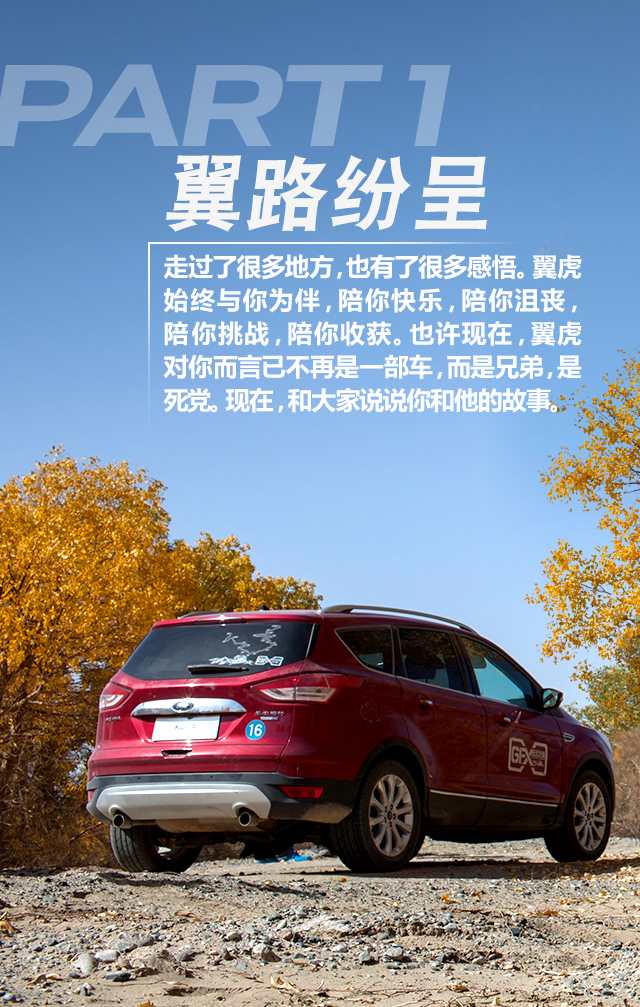 PART 1
翼路纷呈
走过了很多地方,也有了很多感悟。翼虎
始终与你为伴,陪你快乐,陪你沮丧,
陪你挑战,陪你收获。也许现在,翼虎
对你而言已不再是一部车,而是兄弟,是
死党。现在,和大家说说你和他的故事。
16
GFX